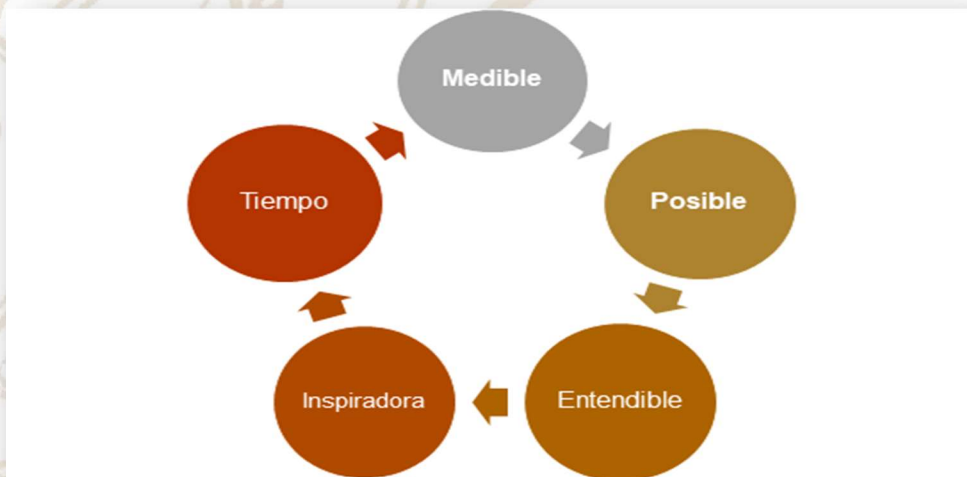 Medible
Posible
Entendible
Inspiradora
Tiempo